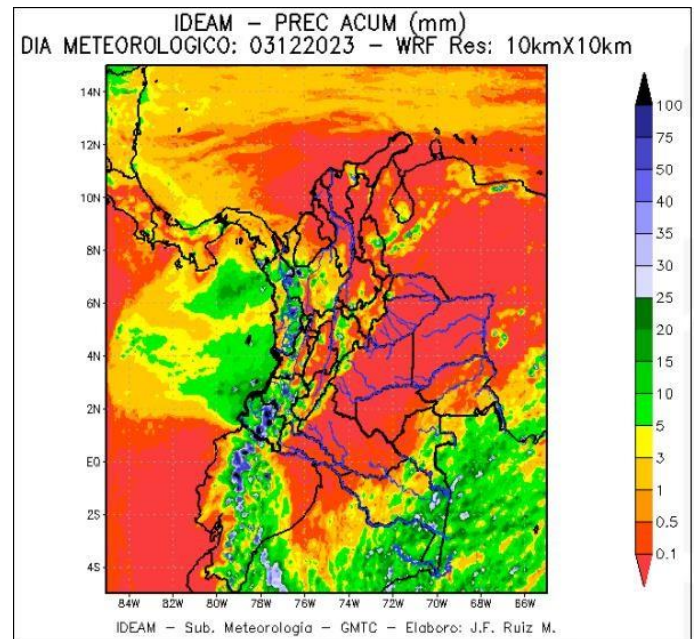 IDEAM - PREC ACUM (mm)
DIA METEOROLOGICO: 03122023 - WRF Res: 10kmX10km
14N
12N
10N
8N
6N
4N
2N
EQ
2S
4S
84W 82W 80W 78W 76W 74W 72W 70W 68W 66W
100
70
50
40
35
30
25
20
15
10
5
3
1
0.5
0.1
IDEAM - Sub. Meteorologia - GMTC - Elaboro: J.F. Ruiz M.